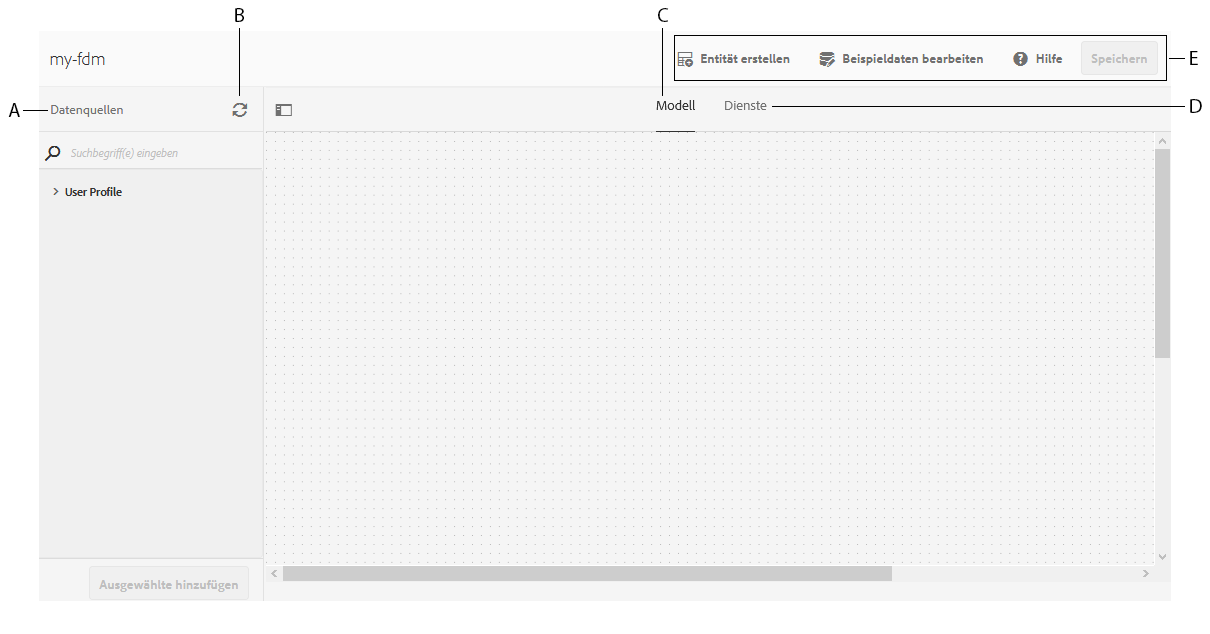 B
C
my-fdm
Entität erstellen
Beispieldaten bearbeiten
? Hilfe
Speichern
E
A
Datenquellen
Modell
Dienste
D
Suchbegriff(e) eingeben
> User Profile
Ausgewählte hinzufügen